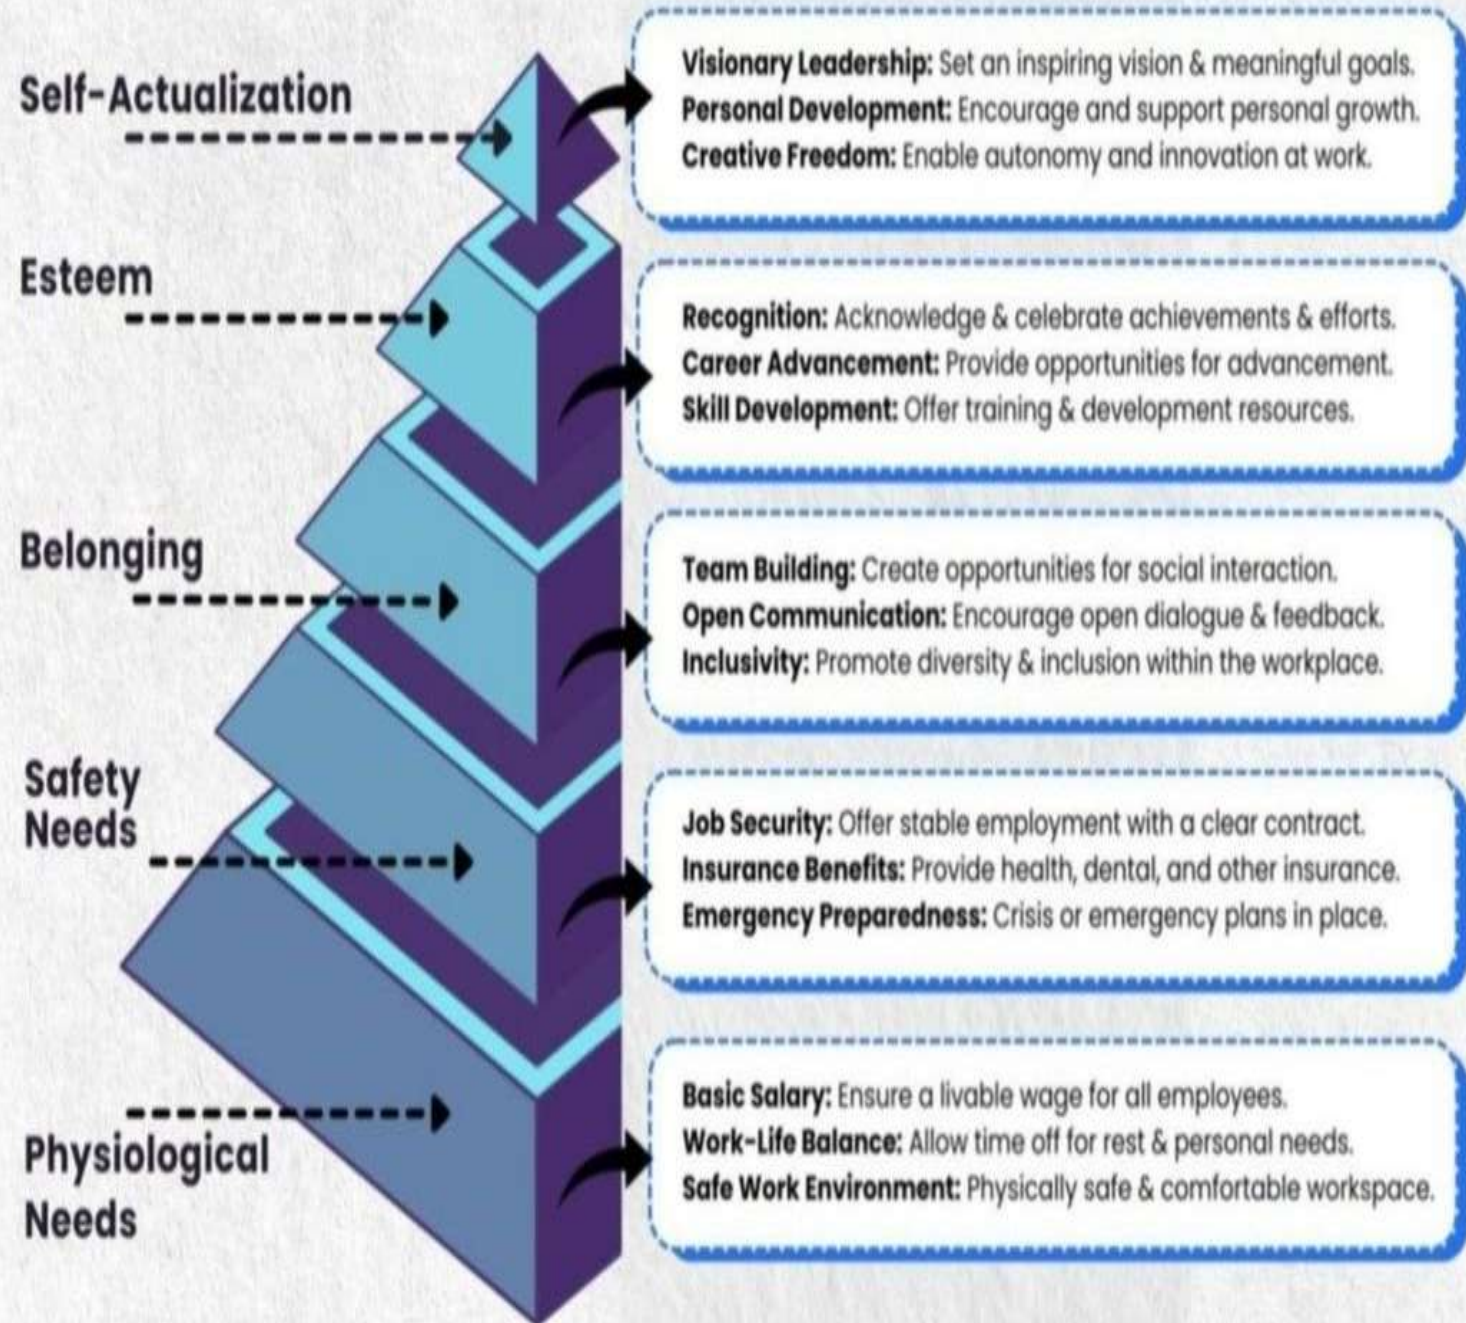 Self-Actualization
Visionary Leadership: Set an inspiring vision & meaningful goals.
Personal Development: Encourage and support personal growth.
Creative Freedom: Enable autonomy and innovation at work.
Esteem
Recognition: Acknowledge & celebrate achievements & efforts.
Career Advancement: Provide opportunities for advancement.
Skill Development: Offer training & development resources.
Belonging
Team Building: Create opportunities for social interaction.
Open Communication: Encourage open dialogue & feedback.
Inclusivity: Promote diversity & inclusion within the workplace.
Safety
Needs
Job Security: Offer stable employment with a clear contract.
Insurance Benefits: Provide health, dental, and other insurance.
Emergency Preparedness: Crisis or emergency plans in place.
Physiological
Needs
Basic Salary: Ensure a livable wage for all employees.
Work-Life Balance: Allow time off for rest & personal needs.
Safe Work Environment: Physically safe & comfortable workspace.